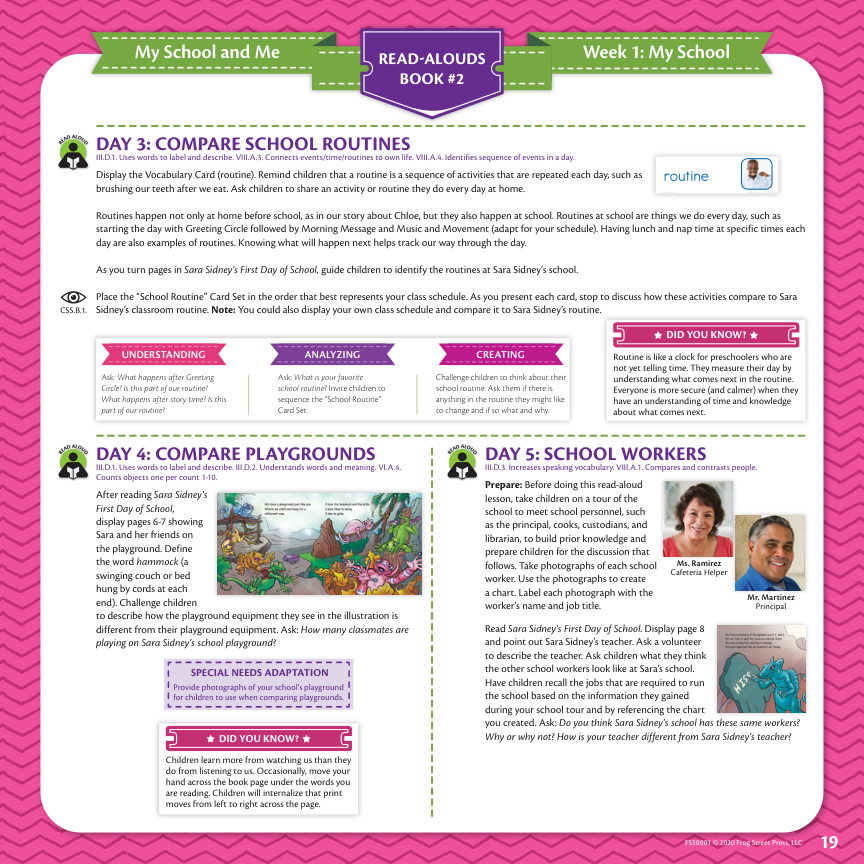 My School and Me
READ-ALOUDS
BOOK #2
Week 1: My School
READ ALOUD
DAY 3: COMPARE SCHOOL ROUTINES
III.D.1. Uses words to label and describe. VIII.A.3. Connects events/time/routines to own life. VIII.A.4. Identifies sequence of events in a day.
Display the Vocabulary Card (routine). Remind children that a routine is a sequence of activities that are repeated each day, such as
brushing our teeth after we eat. Ask children to share an activity or routine they do every day at home.
routine
Routines happen not only at home before school, as in our story about Chloe, but they also happen at school. Routines at school are things we do every day, such as
starting the day with Greeting Circle followed by Morning Message and Music and Movement (adapt for your schedule). Having lunch and nap time at specific times each
day are also examples of routines. Knowing what will happen next helps track our way through the day.
As you turn pages in Sara Sidney's First Day of School, guide children to identify the routines at Sara Sidney's school.
CSS.B.1.
Place the "School Routine" Card Set in the order that best represents your class schedule. As you present each card, stop to discuss how these activities compare to Sara
Sidney's classroom routine. Note: You could also display your own class schedule and compare it to Sara Sidney's routine.
UNDERSTANDING
Ask: What happens after Greeting
Circle? Is this part of our routine?
What happens after story time? Is this
part of our routine?
ANALYZING
Ask: What is your favorite
school routine? Invite children to
sequence the "School Routine"
Card Set.
CREATING
Challenge children to think about their
school routine. Ask them if there is
anything in the routine they might like
to change and if so what and why.
DID YOU KNOW?
Routine is like a clock for preschoolers who are
not yet telling time. They measure their day by
understanding what comes next in the routine.
Everyone is more secure (and calmer) when they
have an understanding of time and knowledge
about what comes next.
READ ALOUD
DAY 4: COMPARE PLAYGROUNDS
III.D.1. Uses words to label and describe. III.D.2. Understands words and meaning. VI.A.4.
Counts objects one per count 1-10.
After reading Sara Sidney's
First Day of School,
display pages 6-7 showing
Sara and her friends on
the playground. Define
the word hammock (a
swinging couch or bed
hung by cords at each
end). Challenge children
to describe how the playground equipment they see in the illustration is
different from their playground equipment. Ask: How many classmates are
playing on Sara Sidney's school playground?
SPECIAL NEEDS ADAPTATION
Provide photographs of your school's playground
for children to use when comparing playgrounds.
DID YOU KNOW?
Children learn more from watching us than they
do from listening to us. Occasionally, move your
hand across the book page under the words you
are reading. Children will internalize that print
moves from left to right across the page.
READ ALOUD
DAY 5: SCHOOL WORKERS
III.D.3. Increases speaking vocabulary. VIII.A.1. Compares and contrasts people.
Prepare: Before doing this read-aloud
lesson, take children on a tour of the
school to meet school personnel, such
as the principal, cooks, custodians, and
librarian, to build prior knowledge and
prepare children for the discussion that
follows. Take photographs of each school
worker. Use the photographs to create
a chart. Label each photograph with the
worker's name and job title.
Ms. Ramirez
Cafeteria Helper
Mr. Martinez
Principal
Read Sara Sidney's First Day of School. Display page 8
and point out Sara Sidney's teacher. Ask a volunteer
to describe the teacher. Ask children what they think
the other school workers look like at Sara's school.
Have children recall the jobs that are required to run
the school based on the information they gained
during your school tour and by referencing the chart
you created. Ask: Do you think Sara Sidney's school has these same workers?
Why or why not? How is your teacher different from Sara Sidney's teacher?
FS30001 © 2020 Frog Street Press, LLC
19